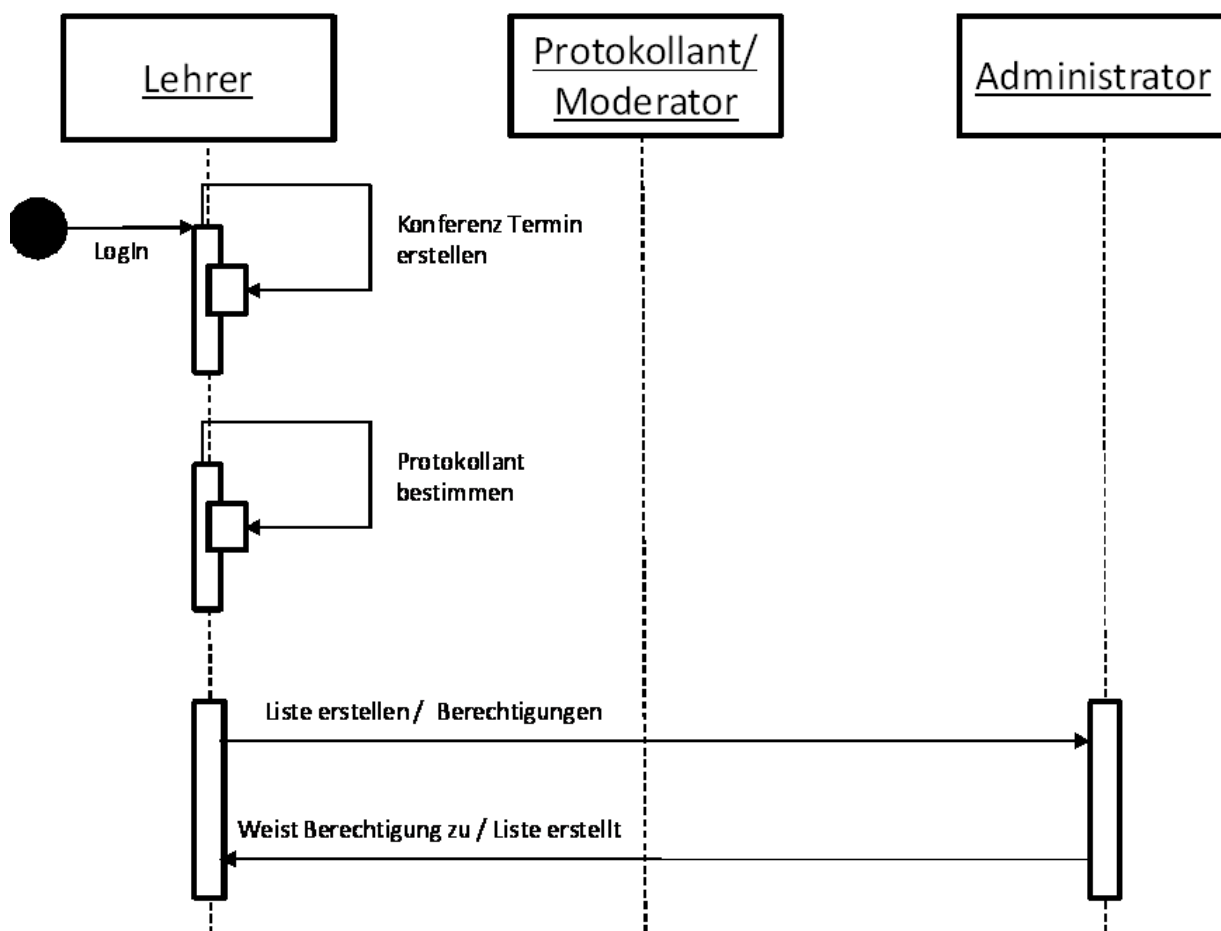 Lehrer
Protokollant/
Moderator
Administrator
LogIn
Konferenz Termin
erstellen
Protokollant
bestimmen
Liste erstellen / Berechtigungen
Weist Berechtigung zu / Liste erstellt